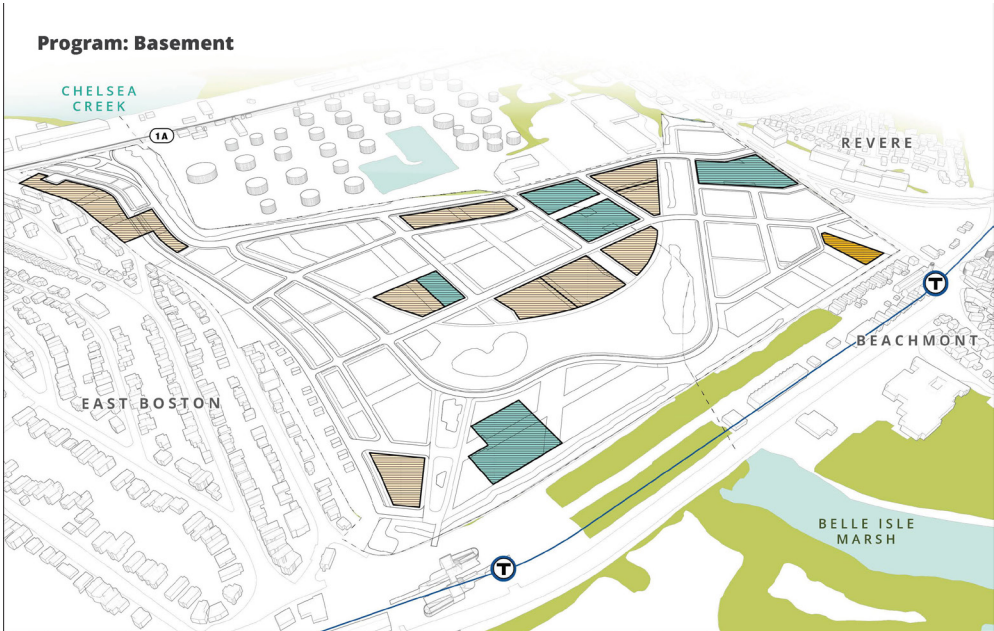 Program: Basement
CHELSEA
CREEK
1A
REVERE
T
BEACHMONT
EAST BOSTON
BELLE ISLE
MARSH
T